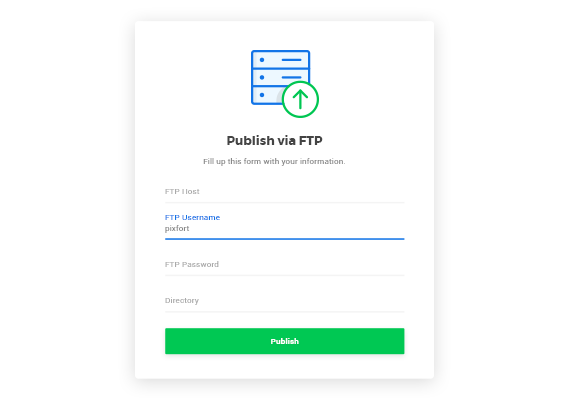 Publish via FTP
Fill up this form with your information.
FTP Host
FTP Username
pixfort
FTP Password
Directory
Publish